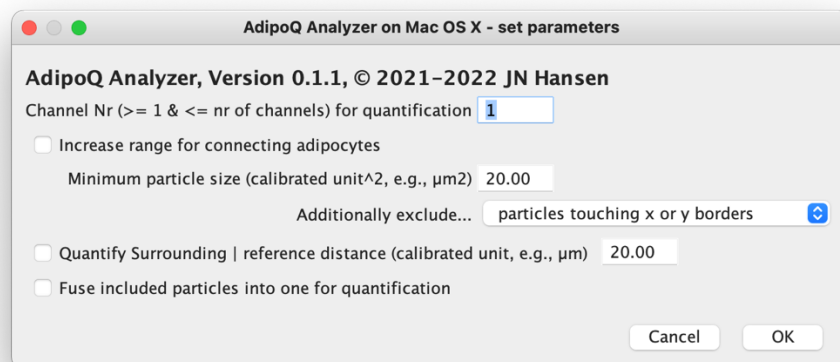 AdipoQ Analyzer on Mac OS X - set parameters
AdipoQ Analyzer, Version 0.1.1, © 2021-2022 JN Hansen
Channel Nr (>= 1 & <= nr of channels) for quantification 1
Increase range for connecting adipocytes
Minimum particle size (calibrated unit^2, e.g., µm2) 20.00
Additionally exclude... particles touching x or y borders
Quantify Surrounding | reference distance (calibrated unit, e.g., µm) 20.00
Fuse included particles into one for quantification
Cancel OK